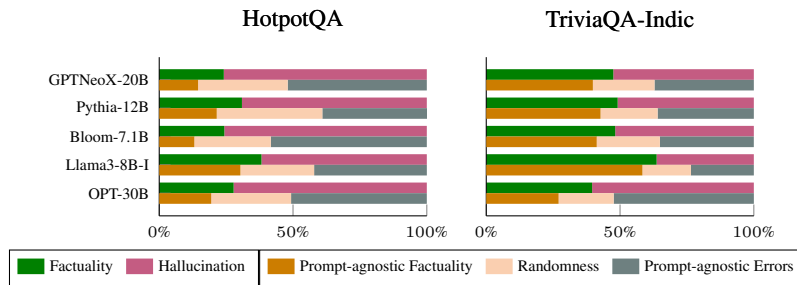 HotpotQA TriviaQA-Indic
GPTNeoX-20B
Pythia-12B
Bloom-7.1B
Llama3-8B-I
OPT-30B
0% 50% 100% 0% 50% 100%
Factuality Hallucination Prompt-agnostic Factuality Randomness Prompt-agnostic Errors